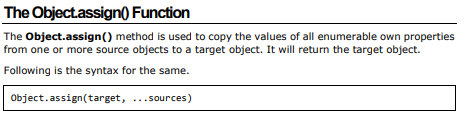 The Object.assign() Function
The Object.assign() method is used to copy the values of all enumerable own properties
from one or more source objects to a target object. It will return the target object.
Following is the syntax for the same.
Object.assign(target, ...sources)